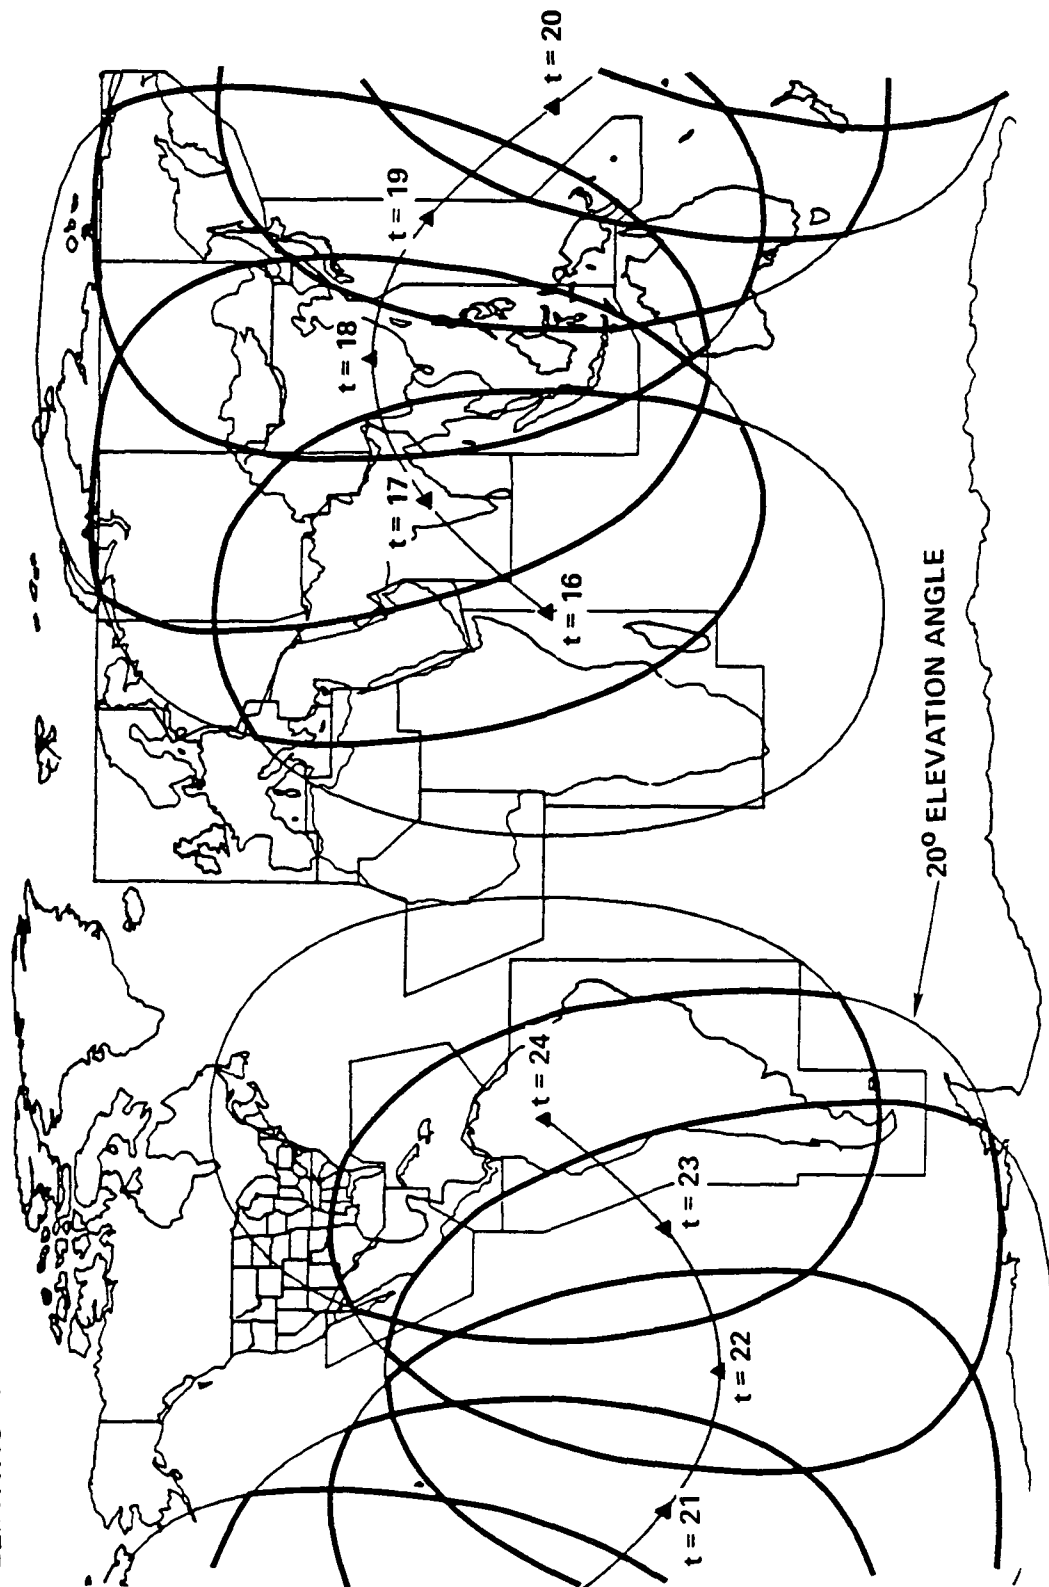 t = 16
t = 17
t = 18
t = 19
t = 20
t = 21
t = 22
t = 23
t = 24
20° ELEVATION ANGLE